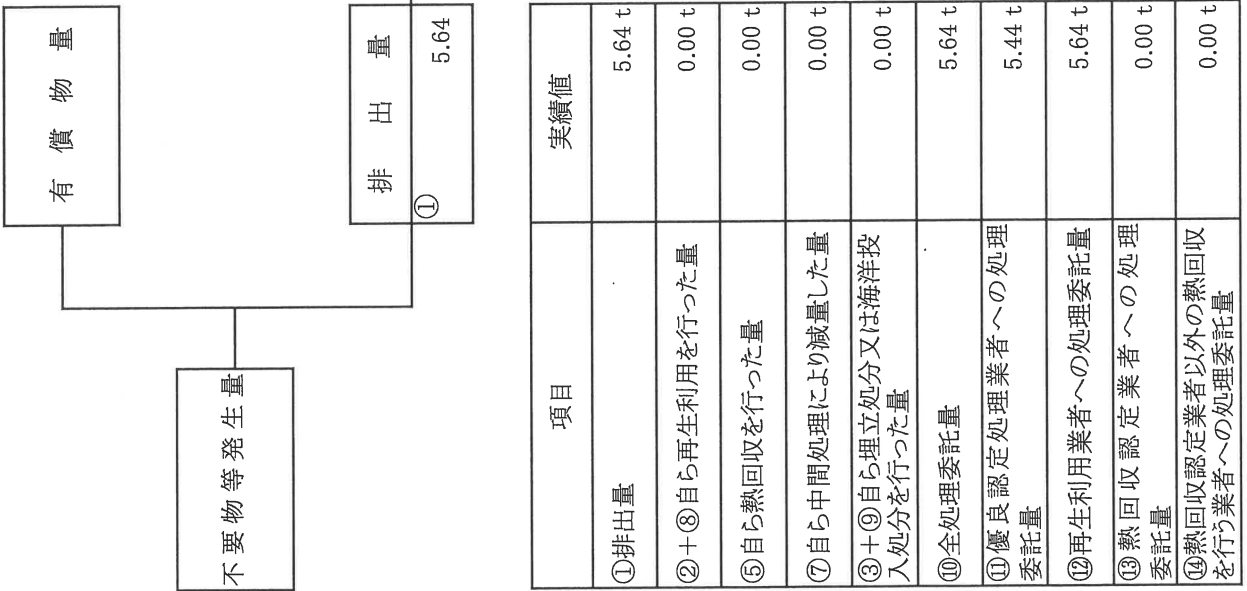 有償物量
不要物等発生量
排出量
① 5.64
項目 実績値
①排出量 5.64 t
②+⑧自ら再生利用を行った量 0.00 t
⑤自ら熱回収を行った量 0.00 t
⑦自ら中間処理により減量した量 0.00 t
③+⑨自ら埋立処分又は海洋投 0.00 t
入処分を行った量
⑩全処理委託量 5.64 t
⑪優良認定処理業者への処理 5.44 t
委託量
⑫再生利用業者への処理委託量 5.64 t
⑬熱回収認定業者への処理 0.00 t
委託量
⑭熱回収認定業者以外の熱回収 0.00 t
を行う業者への処理委託量